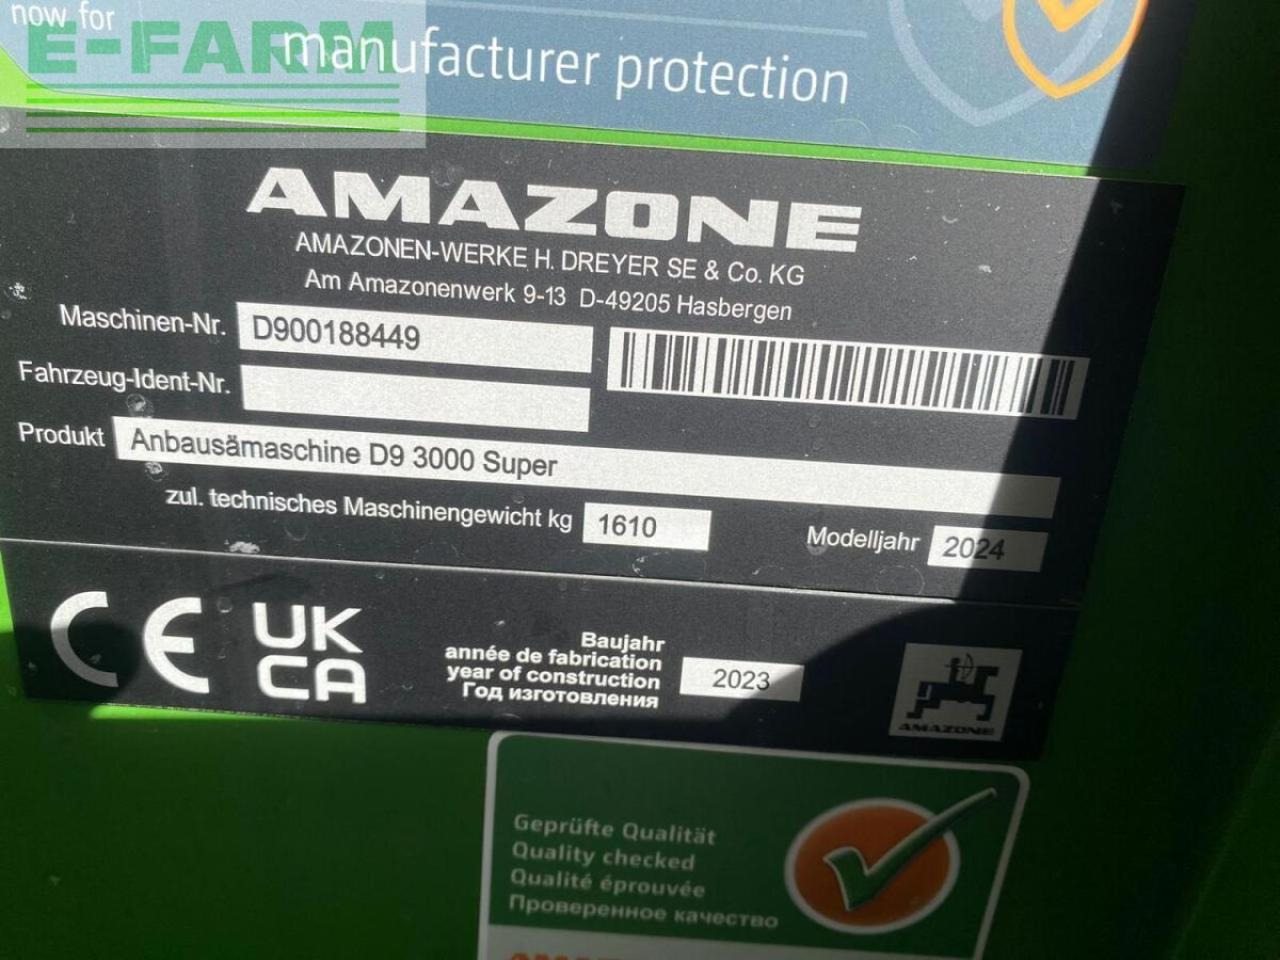 now for
E-FARM
manufacturer protection
AMAZONE
AMAZONEN-WERKE H. DREYER SE & Co. KG
Am Amazonenwerk 9-13 D-49205 Hasbergen
Maschinen-Nr. D900188449
Fahrzeug-Ident-Nr.
Produkt Anbausämaschine D9 3000 Super
zul. technisches Maschinengewicht kg 1610 Modelljahr 2024
CE UK CA
Baujahr
année de fabrication
year of construction 2023
Год изготовления
AMAZONE
Geprüfte Qualität
Quality checked
Qualité éprouvée
Проверенное качество